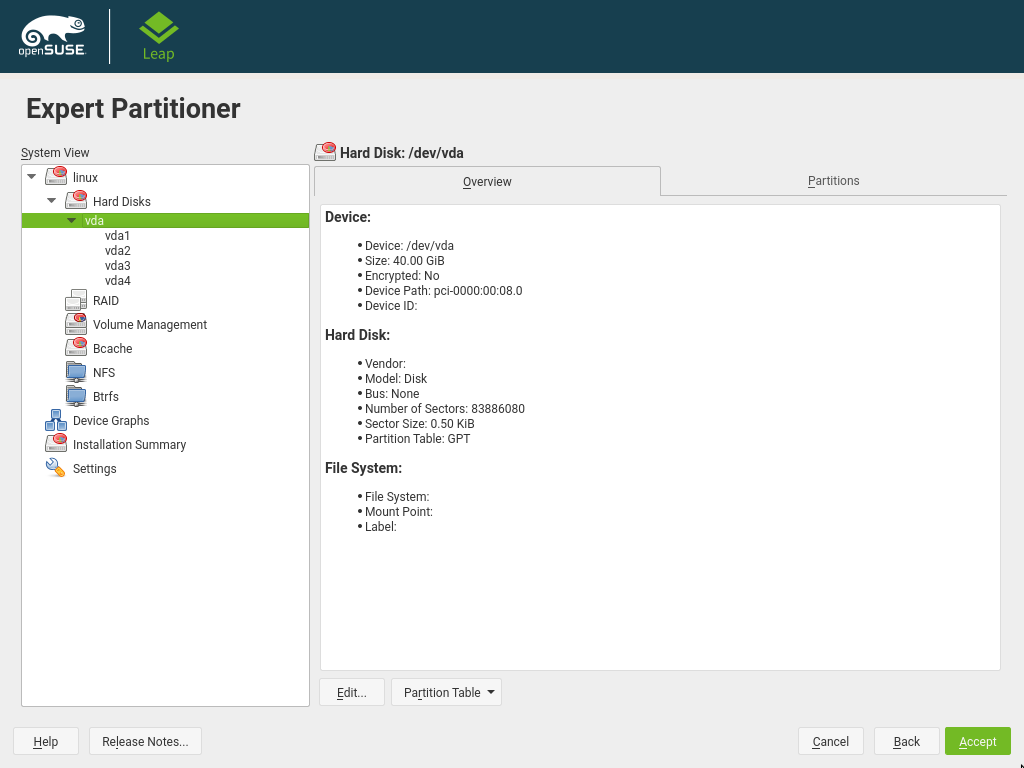 openSUSE
Leap
Expert Partitioner
System View
linux
Hard Disks
vda
vda1
vda2
vda3
vda4
RAID
Volume Management
Bcache
NFS
Btrfs
Device Graphs
Installation Summary
Settings
Hard Disk: /dev/vda
Overview
Partitions
Device:
• Device: /dev/vda
• Size: 40.00 GiB
• Encrypted: No
• Device Path: pci-0000:00:08.0
• Device ID:
Hard Disk:
• Vendor:
• Model: Disk
• Bus: None
• Number of Sectors: 83886080
• Sector Size: 0.50 KiB
• Partition Table: GPT
File System:
• File System:
• Mount Point:
• Label:
Edit...
Partition Table
Help
Release Notes...
Cancel
Back
Accept